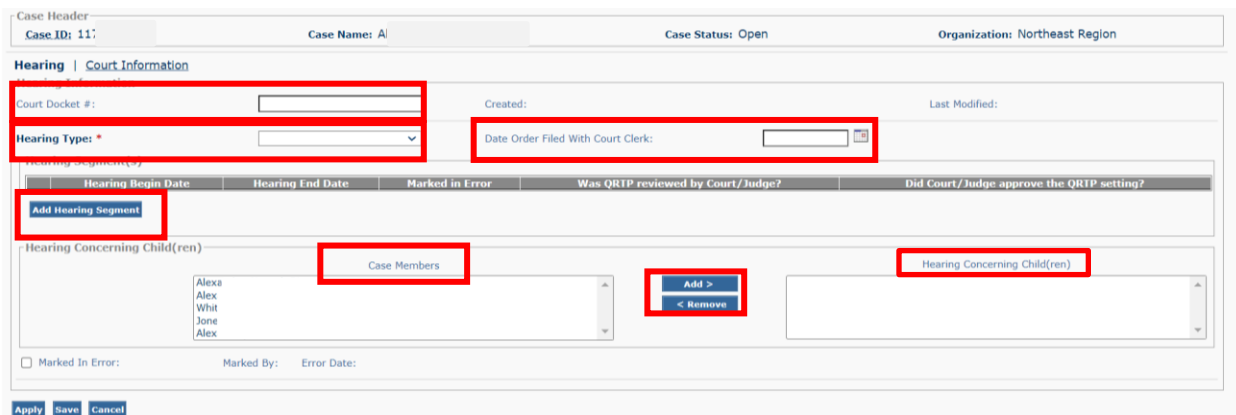 Case Header
Case ID: 117 Case Name: Al Case Status: Open Organization: Northeast Region
Hearing | Court Information
Hearing Information
Court Docket #: Created: Last Modified:
Hearing Type: * Date Order Filed With Court Clerk:
Hearing Segment(s)
Hearing Begin Date Hearing End Date Marked in Error Was QRTP reviewed by Court/Judge? Did Court/Judge approve the QRTP setting?
Add Hearing Segment
Hearing Concerning Child(ren)
Case Members Hearing Concerning Child(ren)
Alexa
Alex
Whit
Jone
Alex
Add >
< Remove
Marked In Error: Marked By: Error Date:
Apply Save Cancel